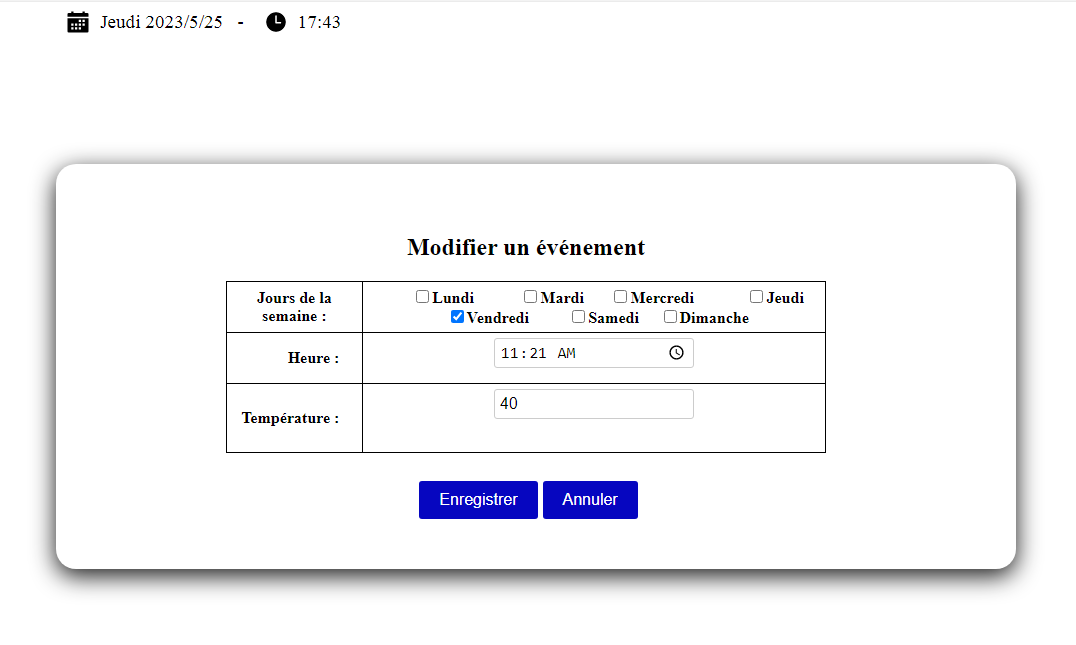 Jeudi 2023/5/25 - 17:43
Modifier un événement
Jours de la semaine :
Lundi Mardi Mercredi Jeudi
Vendredi Samedi Dimanche
Heure : 11:21 AM
Température : 40
Enregistrer Annuler